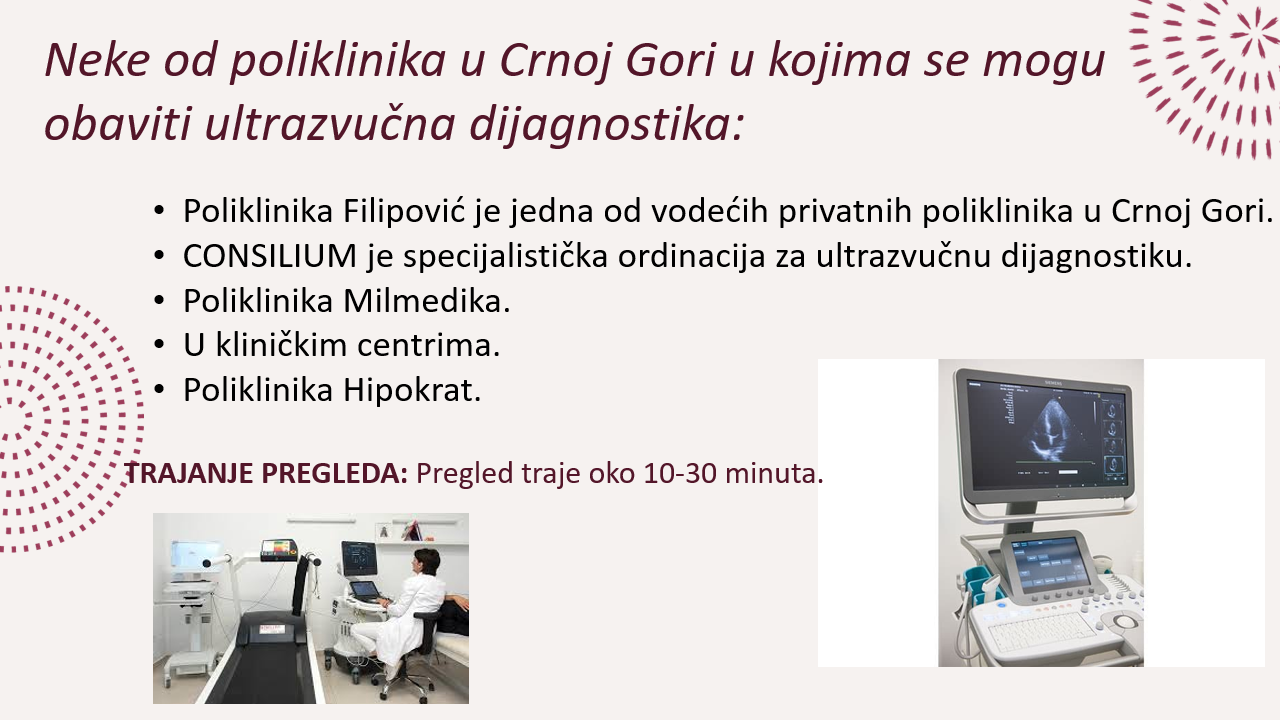 Neke od poliklinika u Crnoj Gori u kojima se mogu
obaviti ultrazvučna dijagnostika:
• Poliklinika Filipović je jedna od vodećih privatnih poliklinika u Crnoj Gori.
• CONSILIUM je specijalistička ordinacija za ultrazvučnu dijagnostiku.
• Poliklinika Milmedika.
• U kliničkim centrima.
• Poliklinika Hipokrat.
TRAJANJE PREGLEDA: Pregled traje oko 10-30 minuta.
SIEMENS